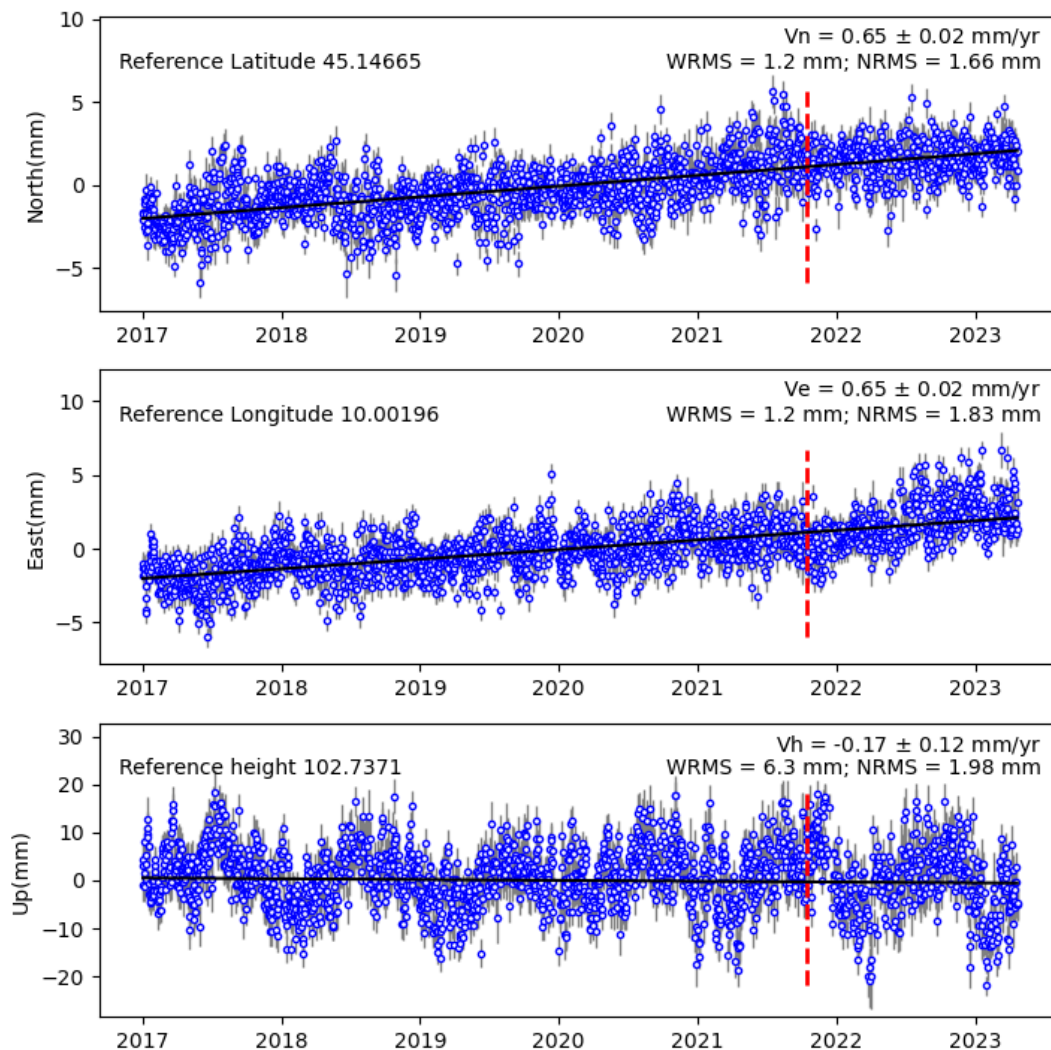 Vn = 0.65 ± 0.02 mm/yr
Reference Latitude 45.14665
WRMS = 1.2 mm; NRMS = 1.66 mm
North(mm)
10
5
0
−5
2017 2018 2019 2020 2021 2022 2023
Ve = 0.65 ± 0.02 mm/yr
Reference Longitude 10.00196
WRMS = 1.2 mm; NRMS = 1.83 mm
East(mm)
10
5
0
−5
2017 2018 2019 2020 2021 2022 2023
Vh = -0.17 ± 0.12 mm/yr
Reference height 102.7371
WRMS = 6.3 mm; NRMS = 1.98 mm
Up(mm)
30
20
10
0
−10
−20
2017 2018 2019 2020 2021 2022 2023